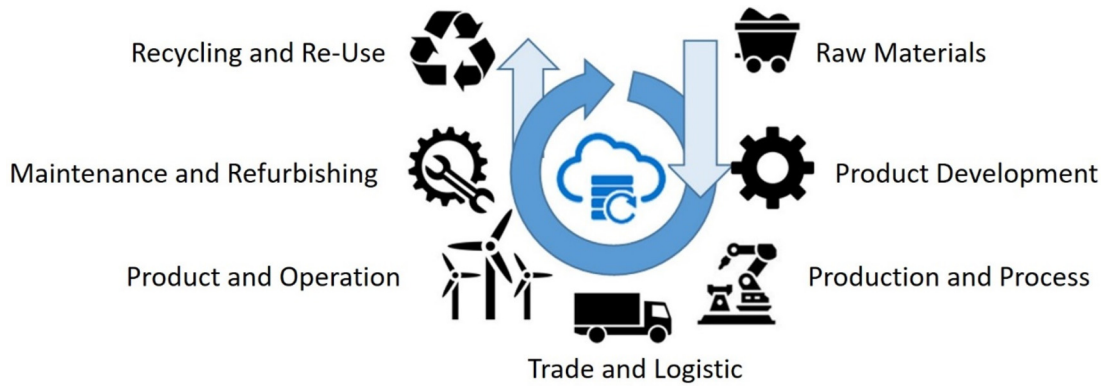 Recycling and Re-Use
Raw Materials
Maintenance and Refurbishing
Product Development
Product and Operation
Production and Process
Trade and Logistic